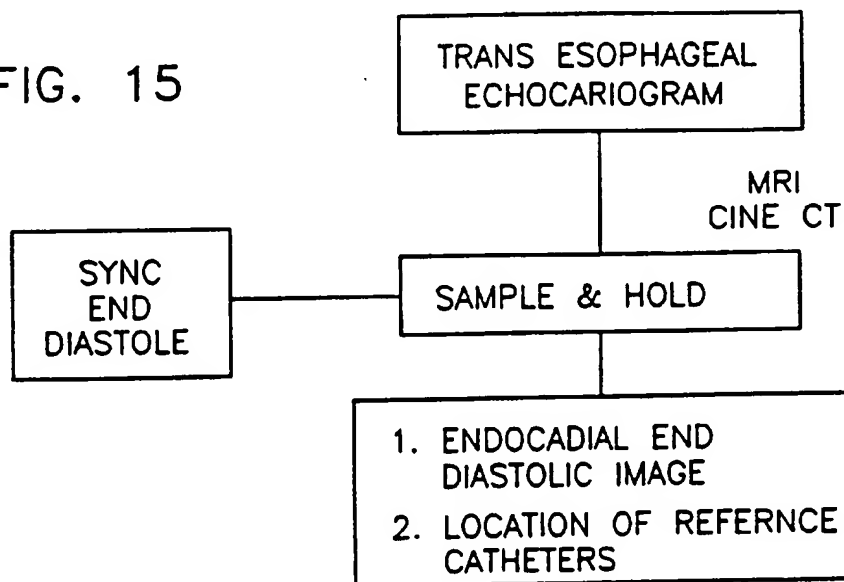 FIG. 15
TRANS ESOPHAGEAL
ECHOCARIOGRAM
MRI
CINE CT
SYNC
END
DIASTOLE
SAMPLE & HOLD
1. ENDOCADIAL END
DIASTOLIC IMAGE
2. LOCATION OF REFERNCE
CATHETERS